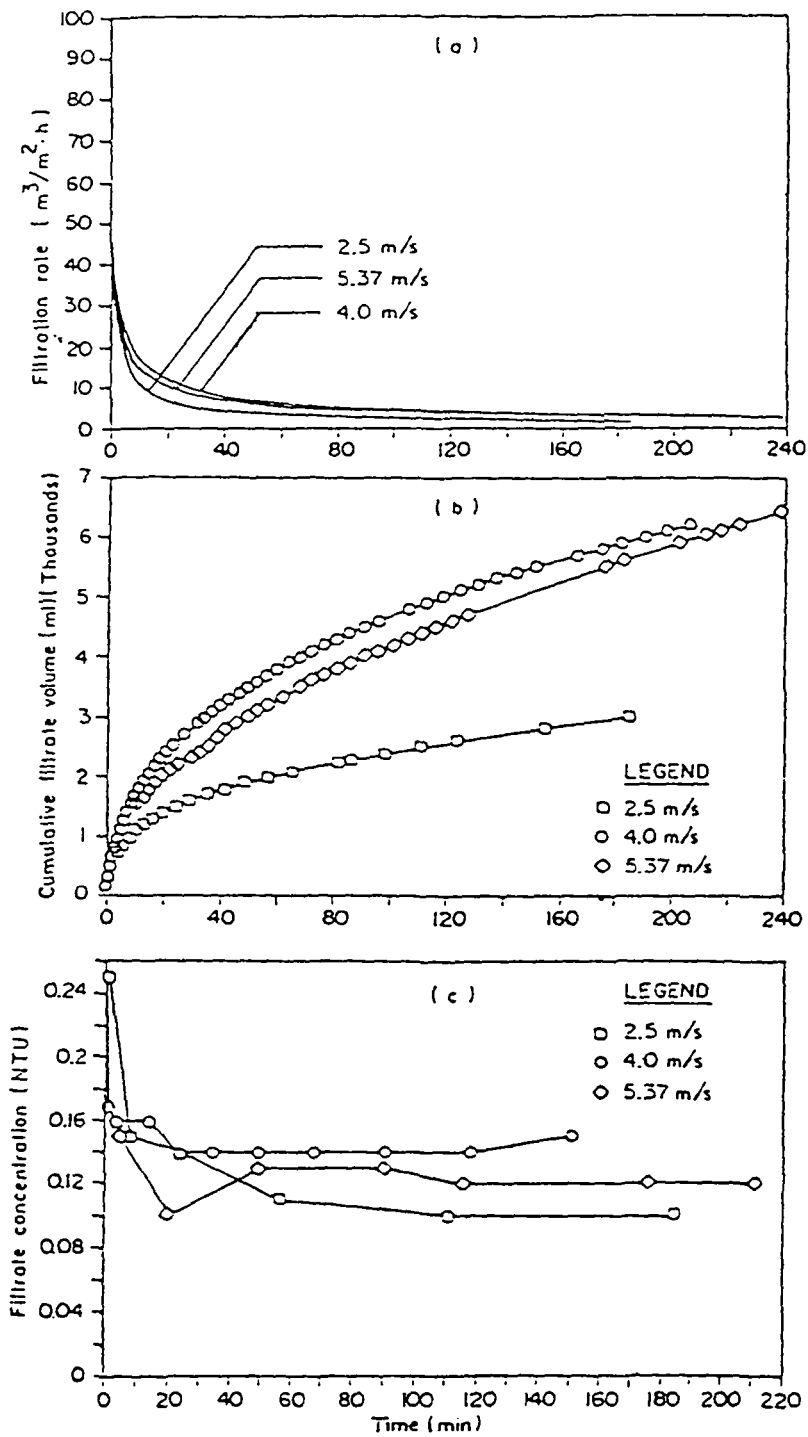 ( a )
Filtration rate ( m³/m²·h )
100
90
80
70
60
50
40
30
20
10
0
2.5 m/s
5.37 m/s
4.0 m/s
0 40 80 120 160 200 240
( b )
Cumulative filtrate volume (ml)(Thousands)
7
6
5
4
3
2
1
0
LEGEND
2.5 m/s
4.0 m/s
5.37 m/s
0 40 80 120 160 200 240
( c )
Filtrate concentration (NTU)
0.24
0.2
0.16
0.12
0.08
0.04
0
LEGEND
2.5 m/s
4.0 m/s
5.37 m/s
0 20 40 60 80 100 120 140 160 180 200 220
Time (min)